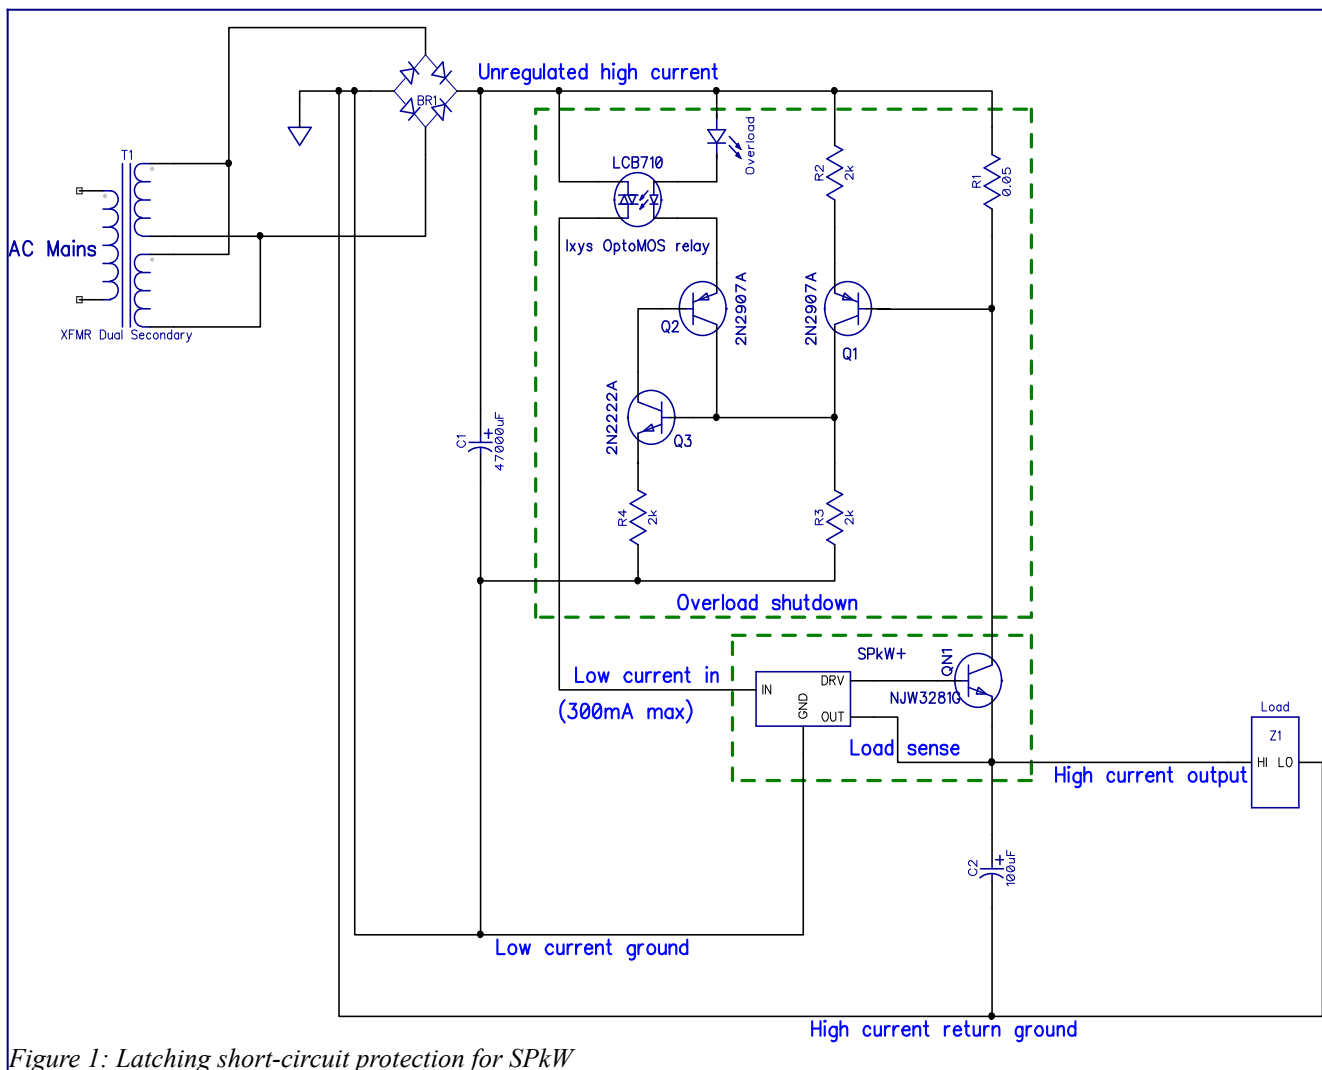 Unregulated high current
BR1
T1
AC Mains
XFMR Dual Secondary
Overload
LCB710
Ixys OptoMOS relay
R2
2k
R1
0.05
2N2907A
Q2
2N2907A
Q1
2N2222A
Q3
C1
+
47000uF
R4
2k
R3
2k
Overload shutdown
SPkW+
QN1
NJW3281G
Low current in
(300mA max)
IN
DRV
GND
OUT
Load sense
High current output
Load
Z1
HI LO
C2
+
100uF
Low current ground
High current return ground
Figure 1: Latching short-circuit protection for SPkW